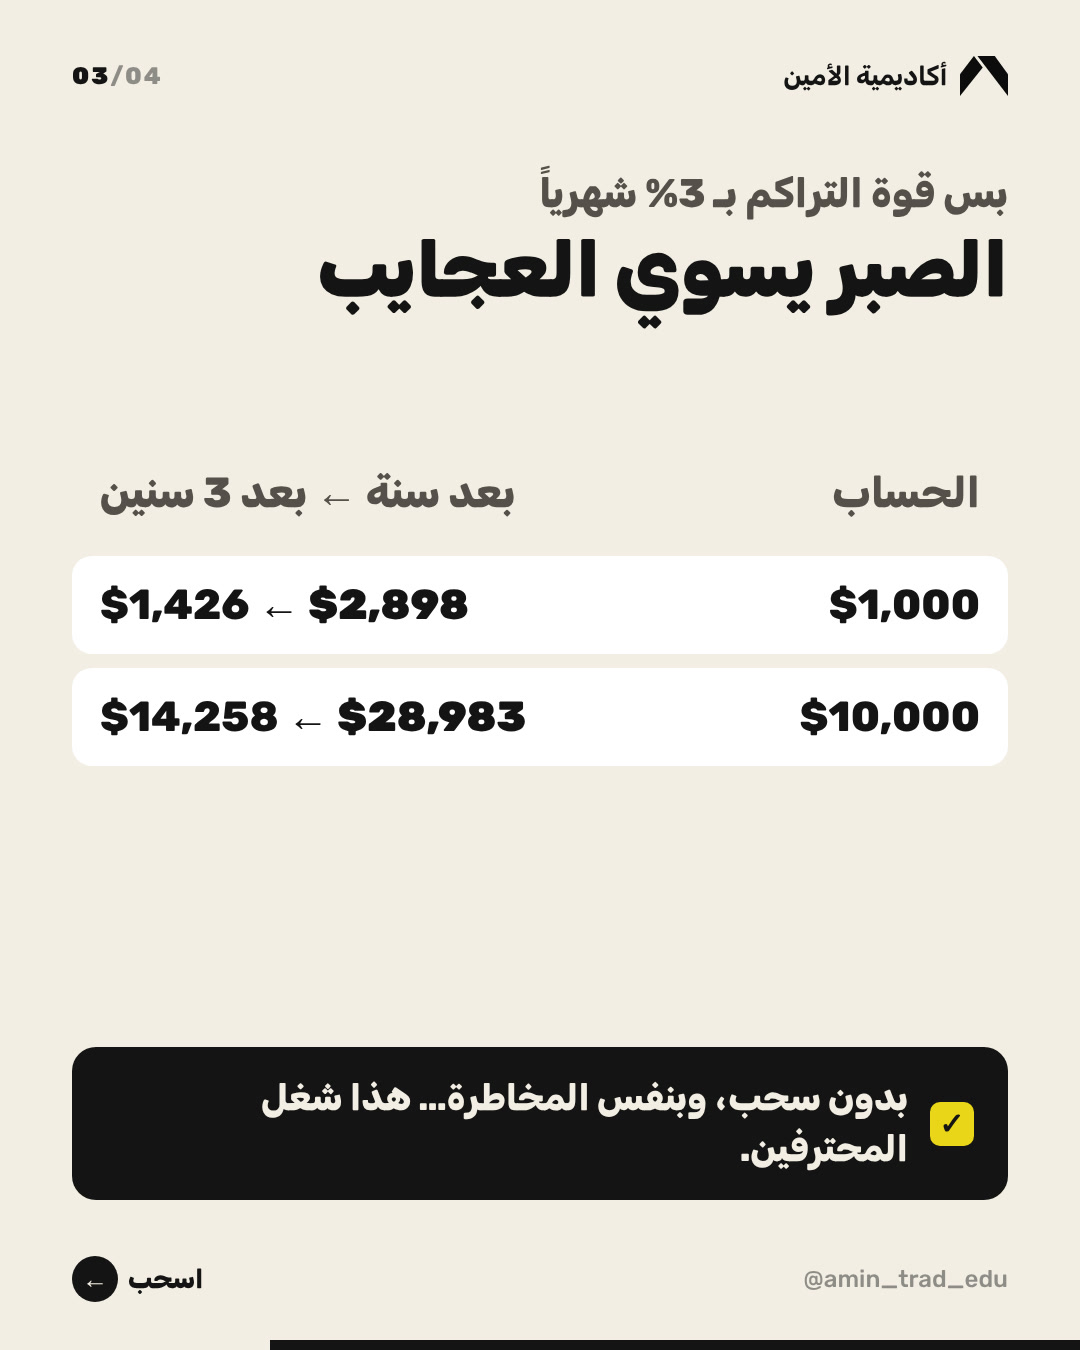 أكاديمية الأمين
03/04
بس قوة التراكم بـ 3% شهرياً
الصبر يسوي العجايب
الحساب
بعد سنة ← بعد 3 سنين
$1,000
$1,426 ← $2,898
$10,000
$14,258 ← $28,983
✓
بدون سحب، وبنفس المخاطرة... هذا شغل
المحترفين.
@amin_trad_edu
اسحب ←